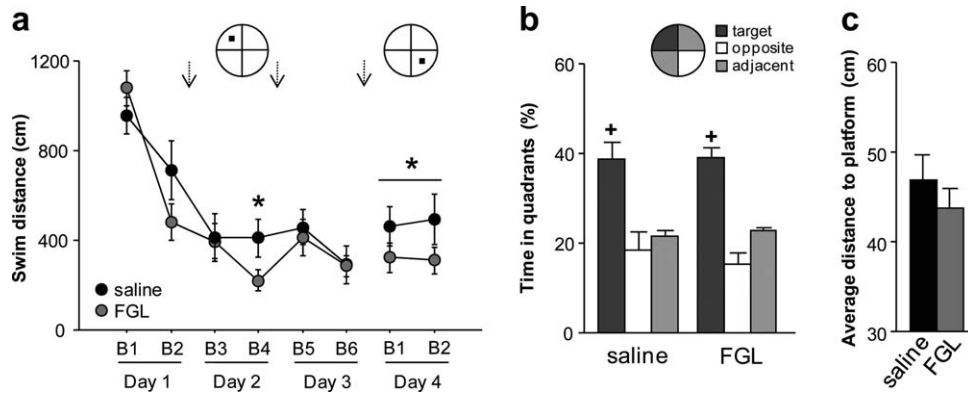 a
1200
800
400
0
Swim distance (cm)
*
*
saline
FGL
B1 B2 B3 B4 B5 B6 B1 B2
Day 1 Day 2 Day 3 Day 4
b
target
opposite
adjacent
60
40
20
0
Time in quadrants (%)
+ +
saline FGL
c
60
50
40
30
Average distance to platform (cm)
saline
FGL